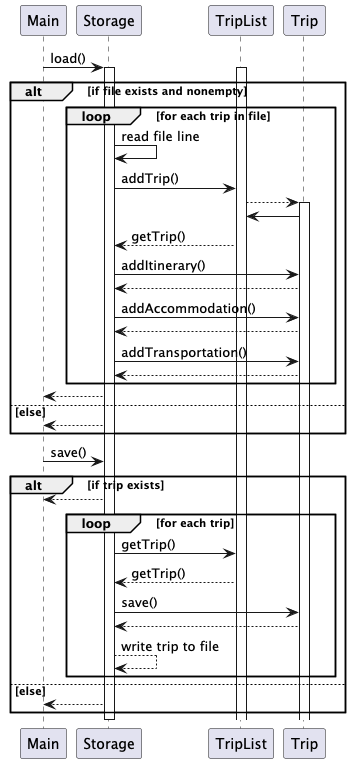 Main Storage TripList Trip
load()
alt [if file exists and nonempty]
loop [for each trip in file]
read file line
addTrip()
getTrip()
addItinerary()
addAccommodation()
addTransportation()
[else]
save()
alt [if trip exists]
loop [for each trip]
getTrip()
getTrip()
save()
write trip to file
[else]
Main Storage TripList Trip